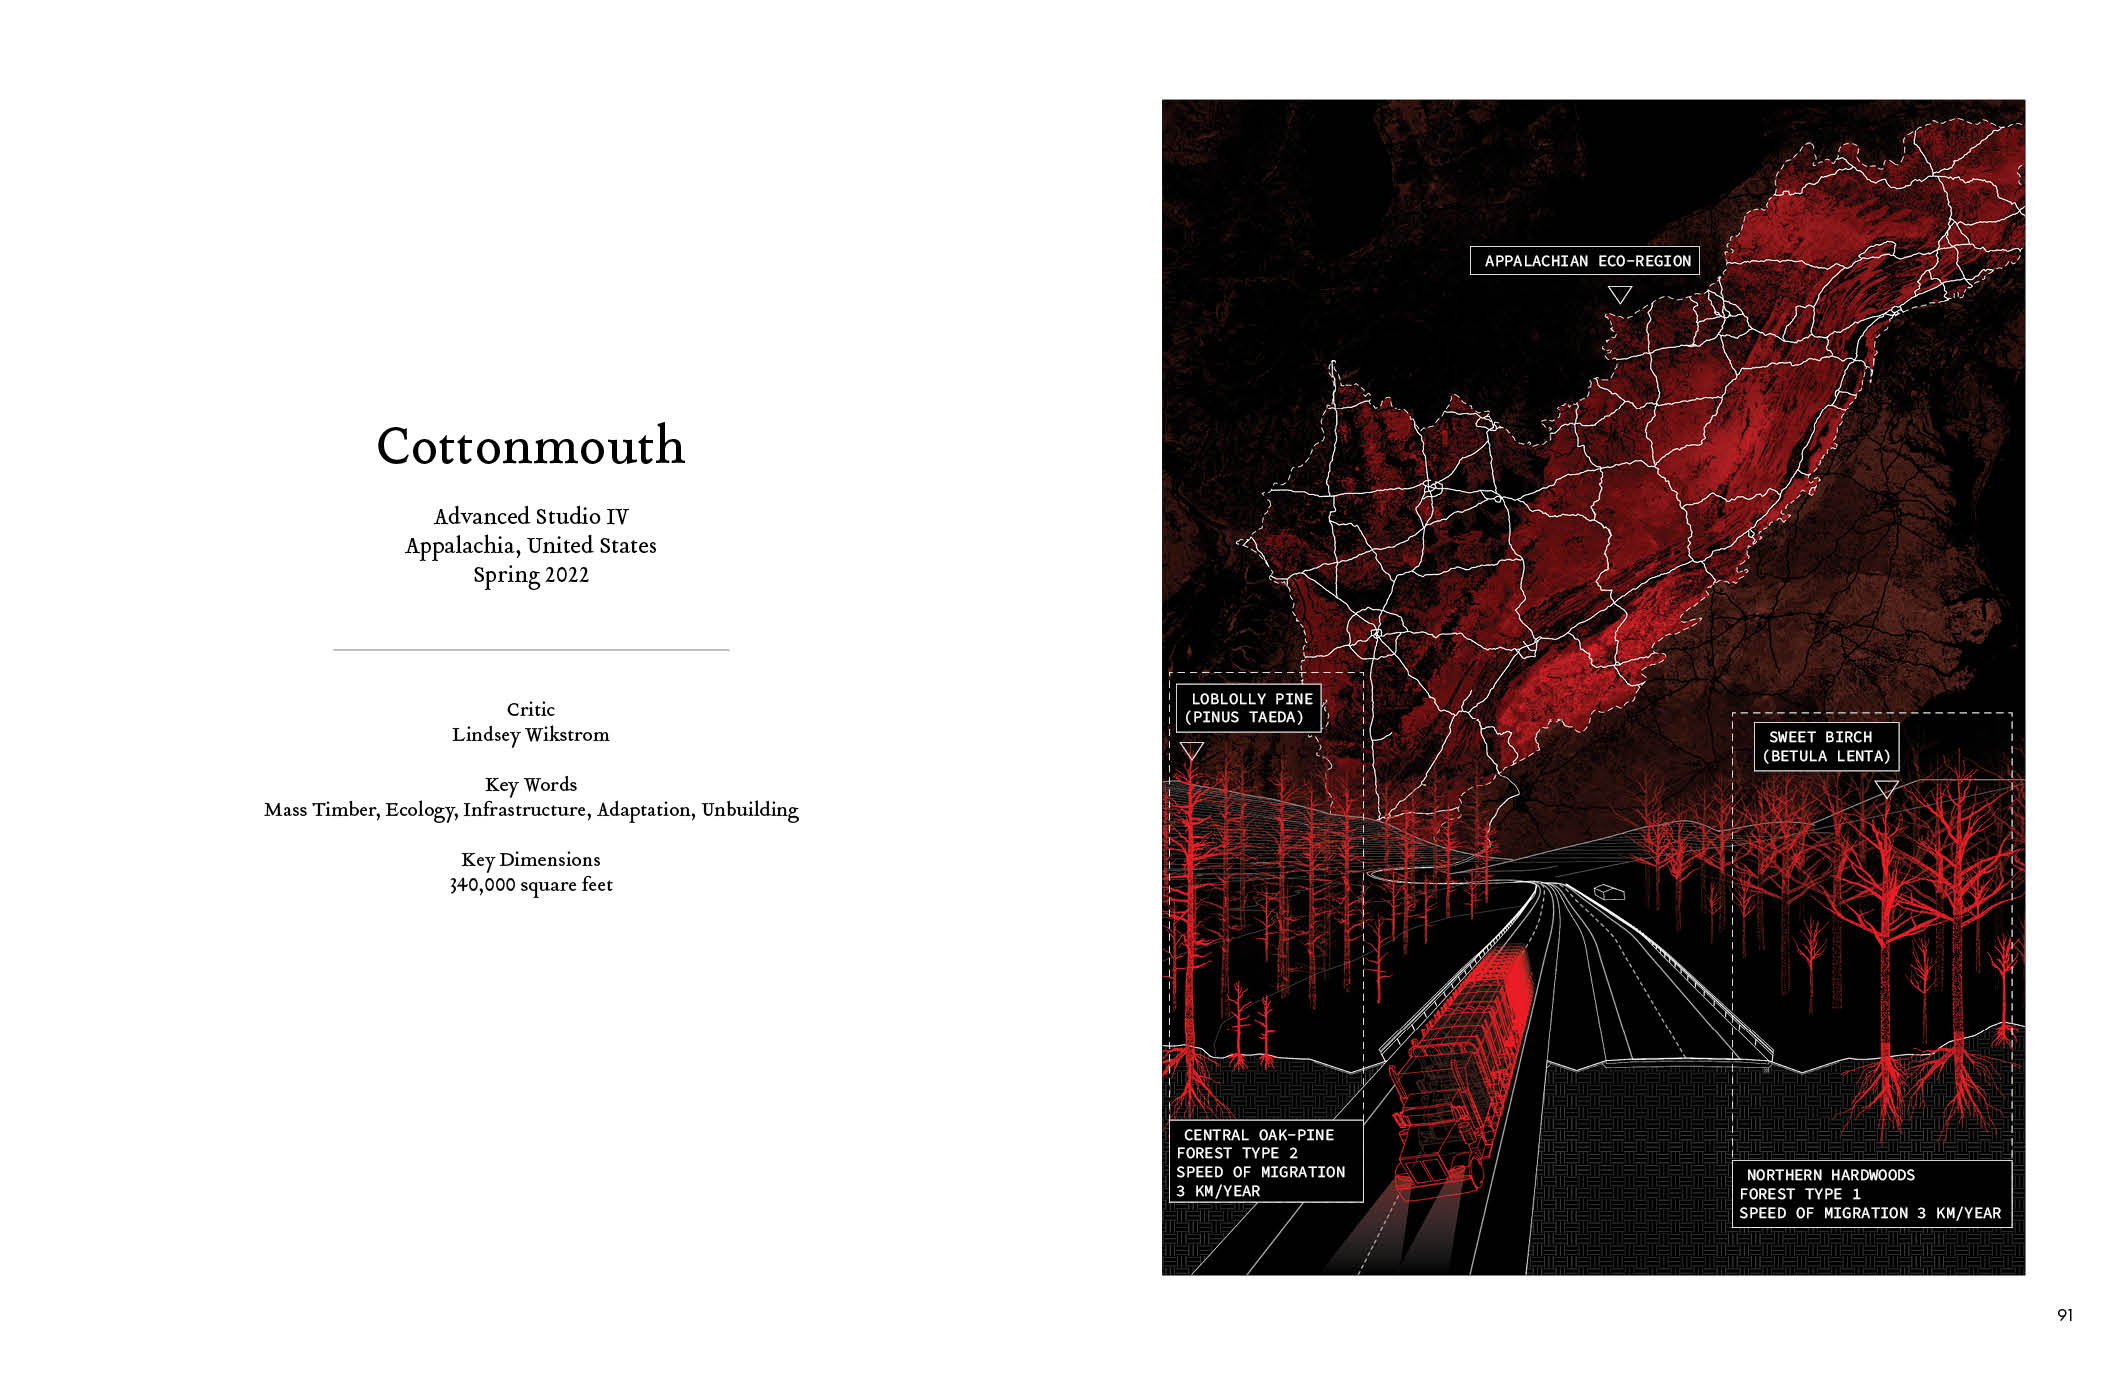 Cottonmouth
Advanced Studio IV
Appalachia, United States
Spring 2022
Critic
Lindsey Wikstrom
Key Words
Mass Timber, Ecology, Infrastructure, Adaptation, Unbuilding
Key Dimensions
340,000 square feet
APPALACHIAN ECO-REGION
LOBLOLLY PINE
(PINUS TAEDA)
SWEET BIRCH
(BETULA LENTA)
CENTRAL OAK-PINE
FOREST TYPE 2
SPEED OF MIGRATION
3 KM/YEAR
NORTHERN HARDWOODS
FOREST TYPE 1
SPEED OF MIGRATION 3 KM/YEAR
91